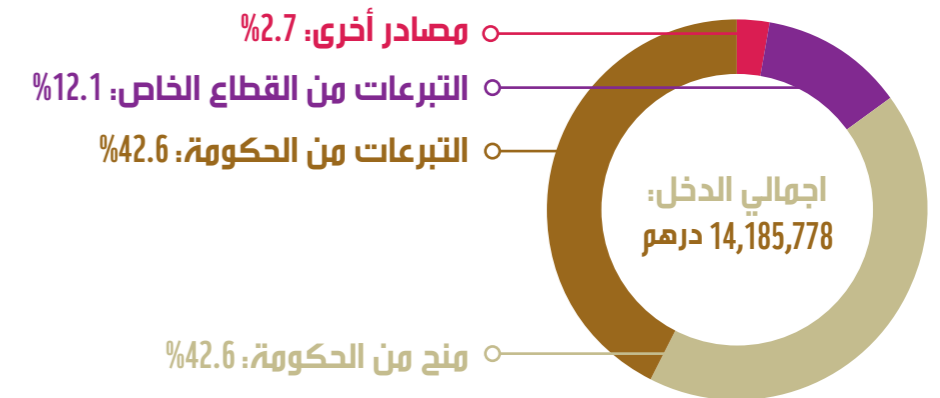 مصادر أخرى: 2.7%
التبرعات من القطاع الخاص: 12.1%
التبرعات من الحكومة: 42.6%
اجمالي الدخل:
14,185,778 درهم
منح من الحكومة: 42.6%